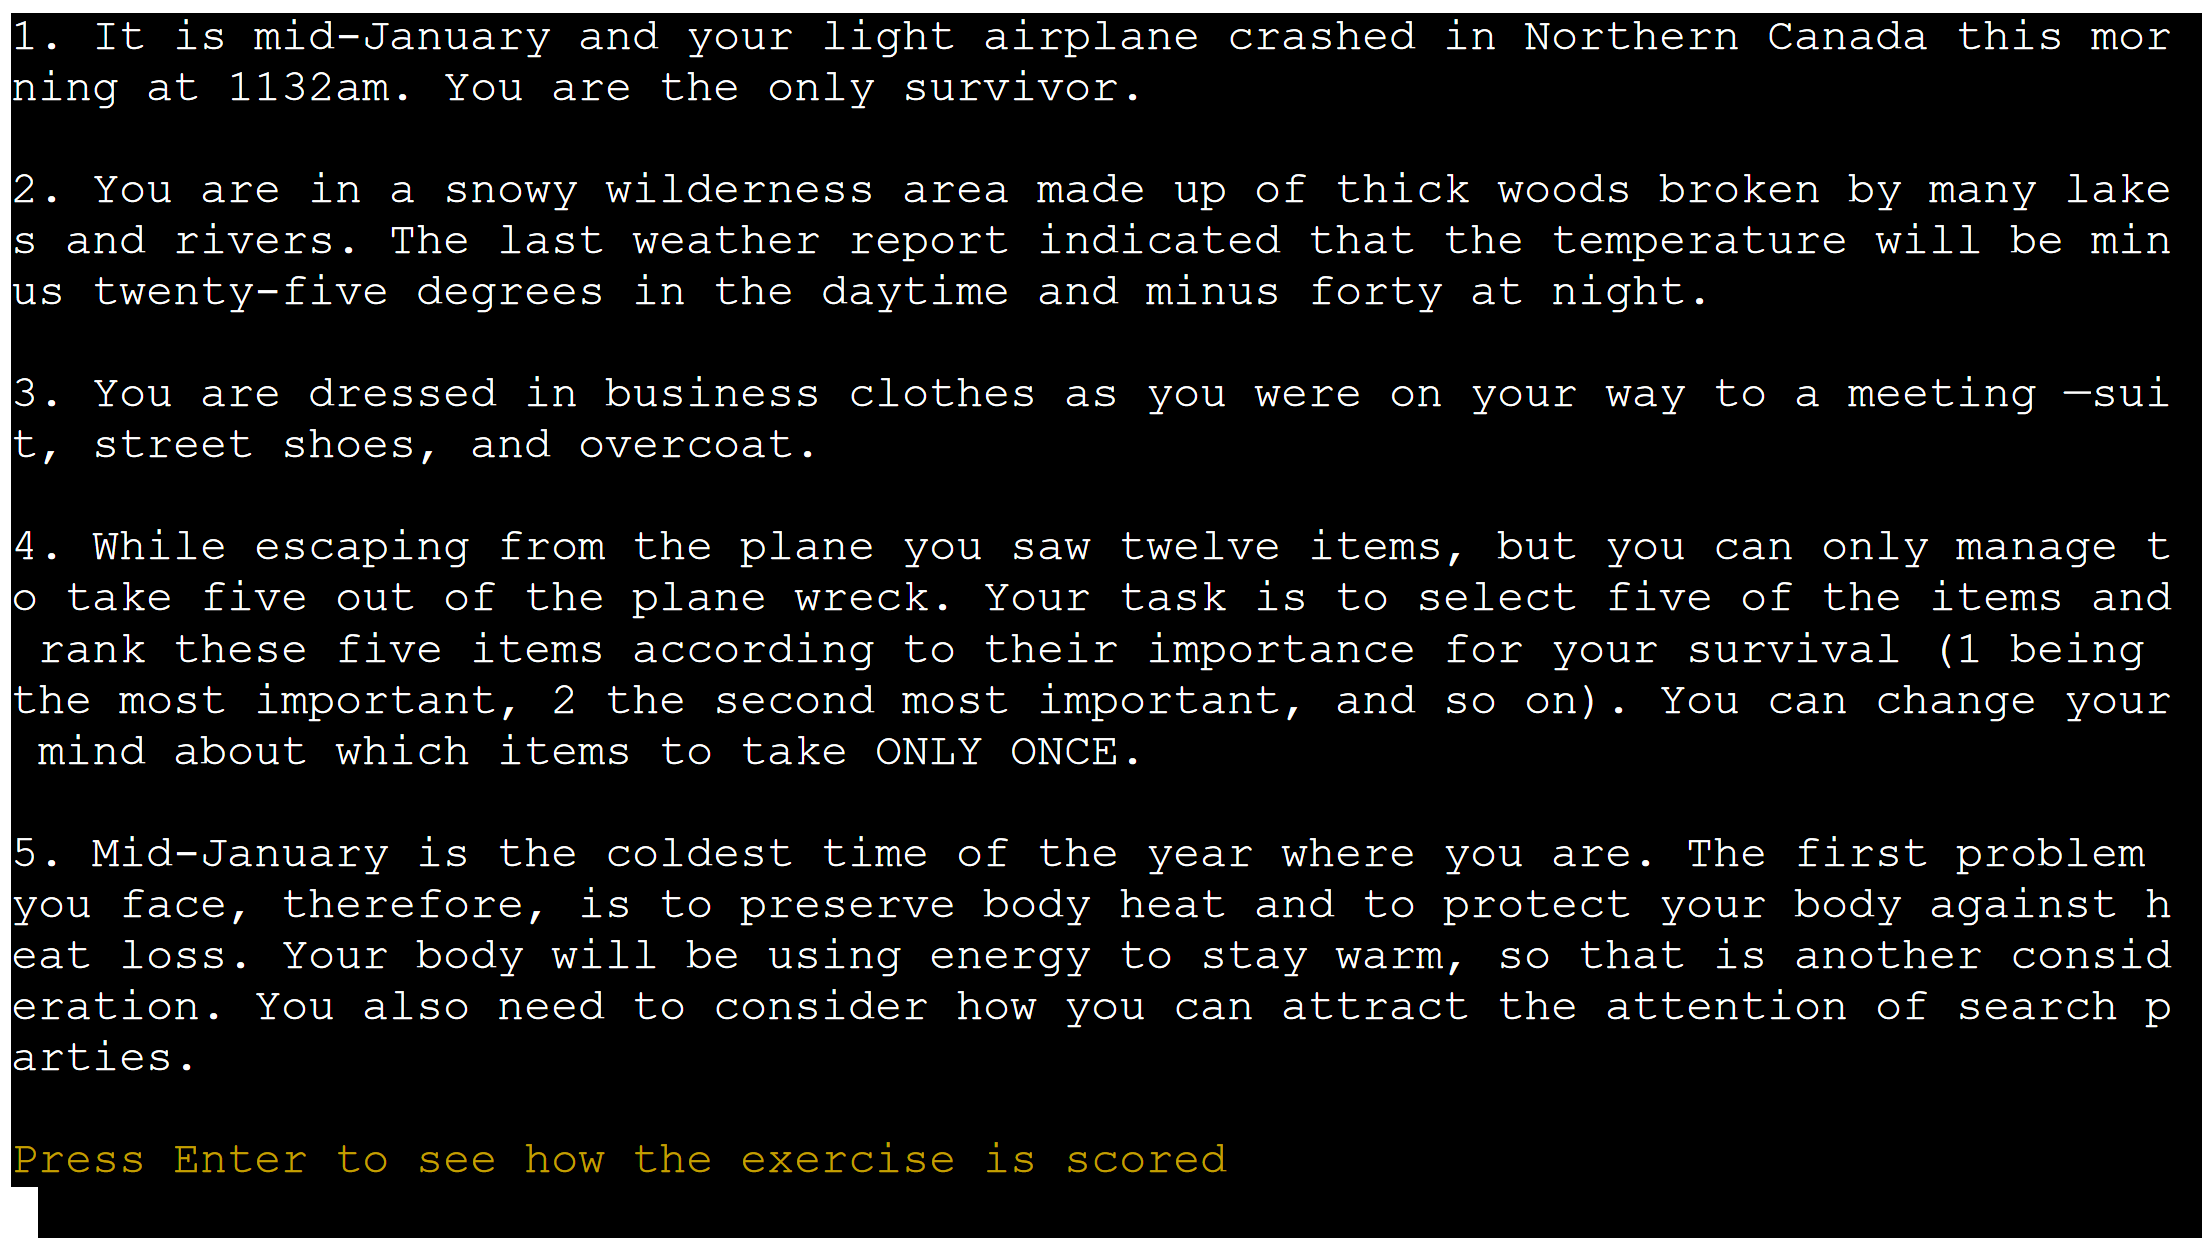 1. It is mid-January and your light airplane crashed in Northern Canada this mor
ning at 1132am. You are the only survivor.
2. You are in a snowy wilderness area made up of thick woods broken by many lake
s and rivers. The last weather report indicated that the temperature will be min
us twenty-five degrees in the daytime and minus forty at night.
3. You are dressed in business clothes as you were on your way to a meeting —sui
t, street shoes, and overcoat.
4. While escaping from the plane you saw twelve items, but you can only manage t
o take five out of the plane wreck. Your task is to select five of the items and
 rank these five items according to their importance for your survival (1 being
the most important, 2 the second most important, and so on). You can change your
 mind about which items to take ONLY ONCE.
5. Mid-January is the coldest time of the year where you are. The first problem
you face, therefore, is to preserve body heat and to protect your body against h
eat loss. Your body will be using energy to stay warm, so that is another consid
eration. You also need to consider how you can attract the attention of search p
arties.
Press Enter to see how the exercise is scored